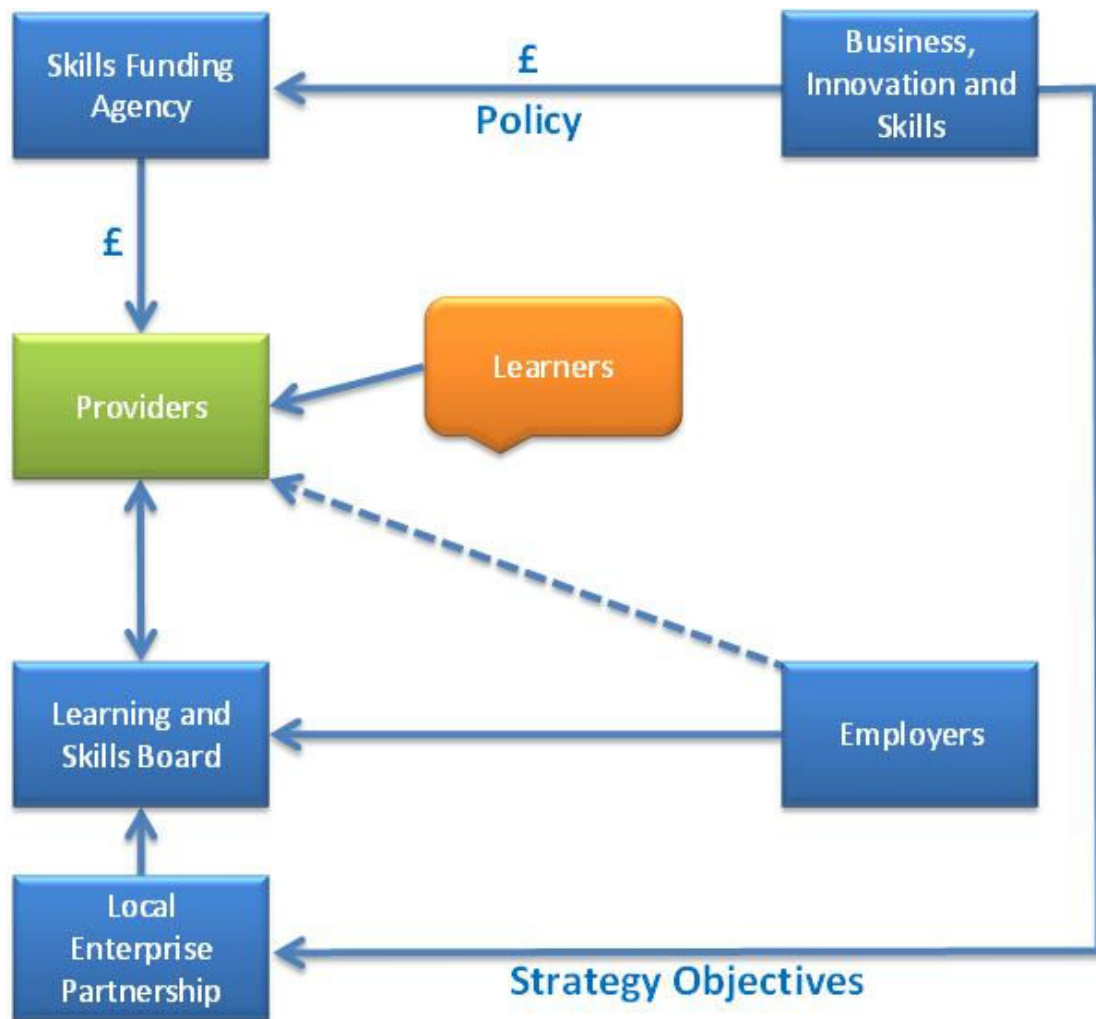 Skills Funding
Agency
£
Policy
Business,
Innovation and
Skills
£
Providers
Learners
Learning and
Skills Board
Employers
Local
Enterprise
Partnership
Strategy Objectives